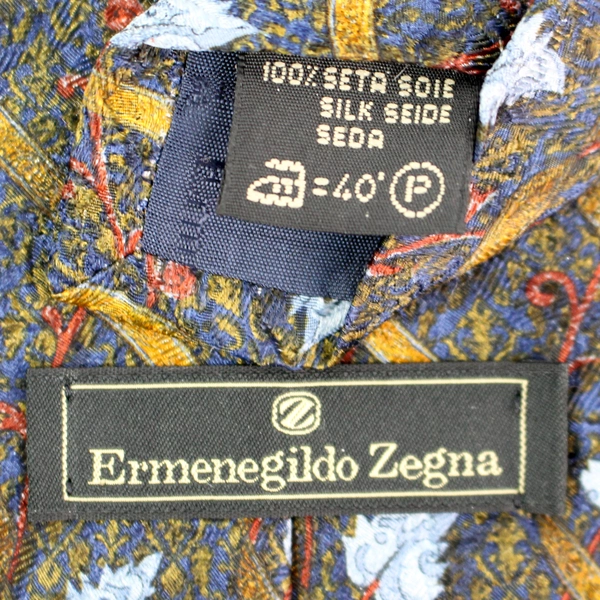 100% SETA SOIE
SILK SEIDE
SEDA
= 40° P
Z
Ermenegildo Zegna